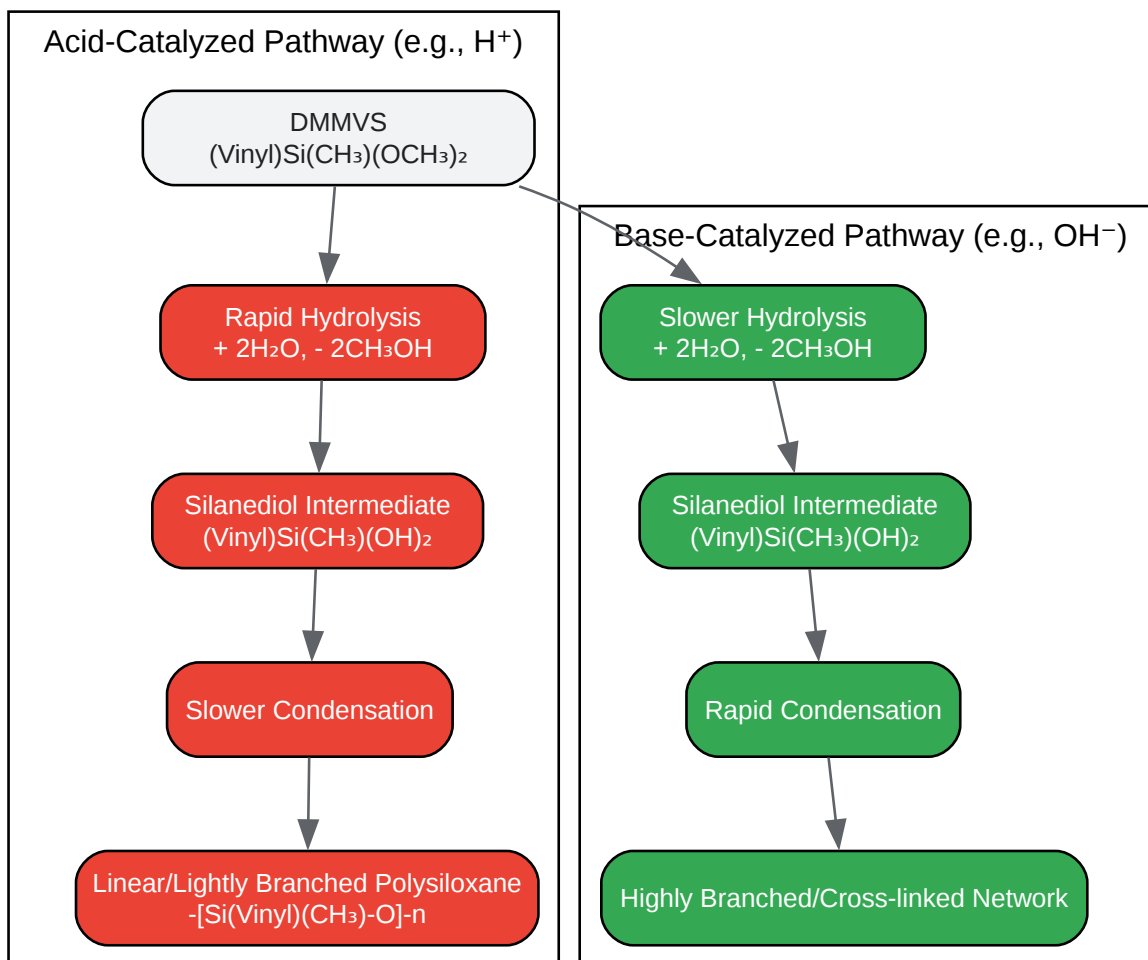 Acid-Catalyzed Pathway (e.g., H⁺)
DMMVS
(Vinyl)Si(CH₃)(OCH₃)₂
Rapid Hydrolysis
+ 2H₂O, - 2CH₃OH
Silanediol Intermediate
(Vinyl)Si(CH₃)(OH)₂
Slower Condensation
Linear/Lightly Branched Polysiloxane
-[Si(Vinyl)(CH₃)-O]-n
Base-Catalyzed Pathway (e.g., OH⁻)
Slower Hydrolysis
+ 2H₂O, - 2CH₃OH
Silanediol Intermediate
(Vinyl)Si(CH₃)(OH)₂
Rapid Condensation
Highly Branched/Cross-linked Network